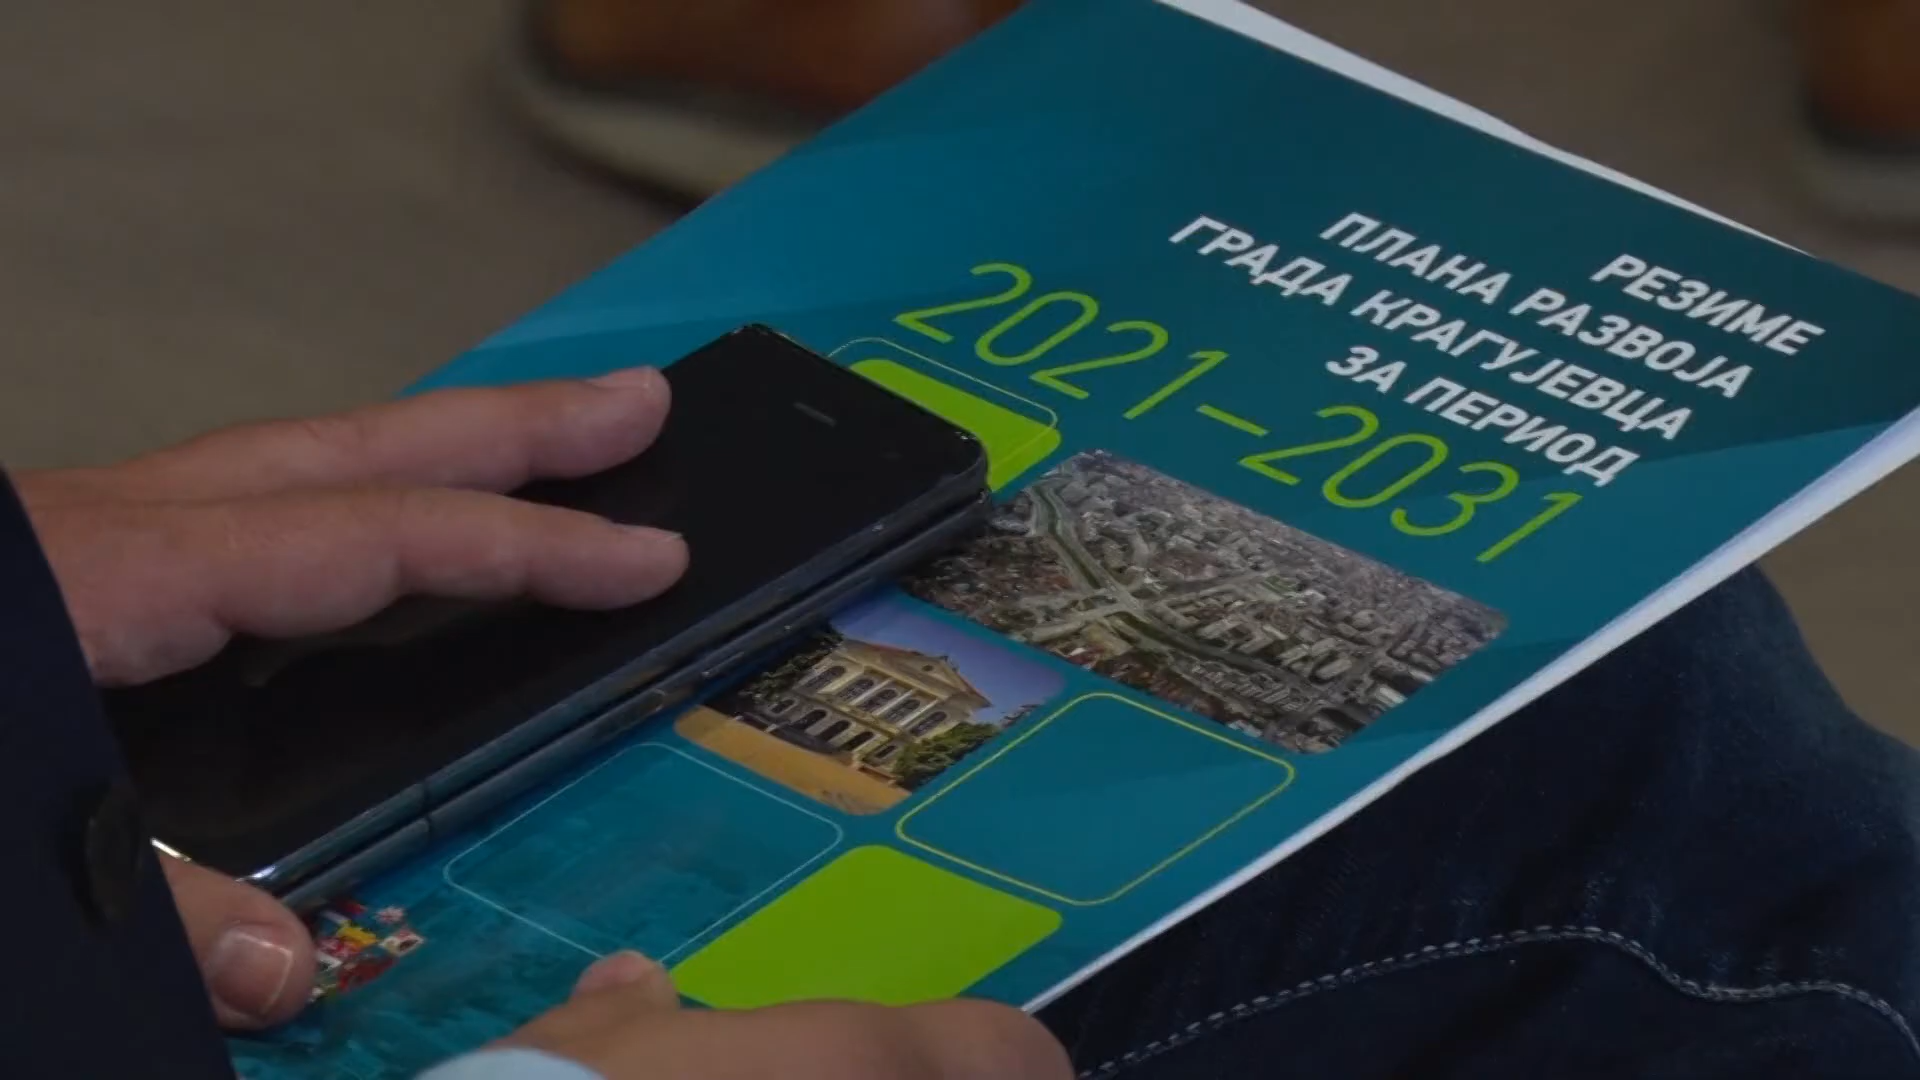 РЕЗИМЕ
ПЛАНА РАЗВОЈА
ГРАДА КРАГУЈЕВЦА
ЗА ПЕРИОД
2021–2031